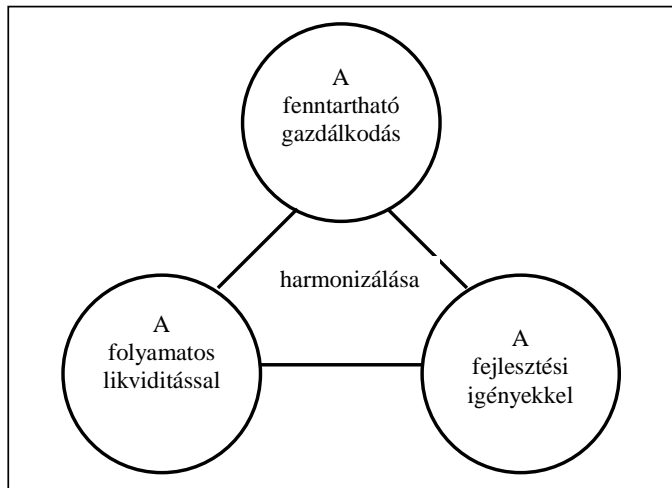 A
fenntartható
gazdálkodás
harmonizálása
A
folyamatos
likviditással
A
fejlesztési
igényekkel